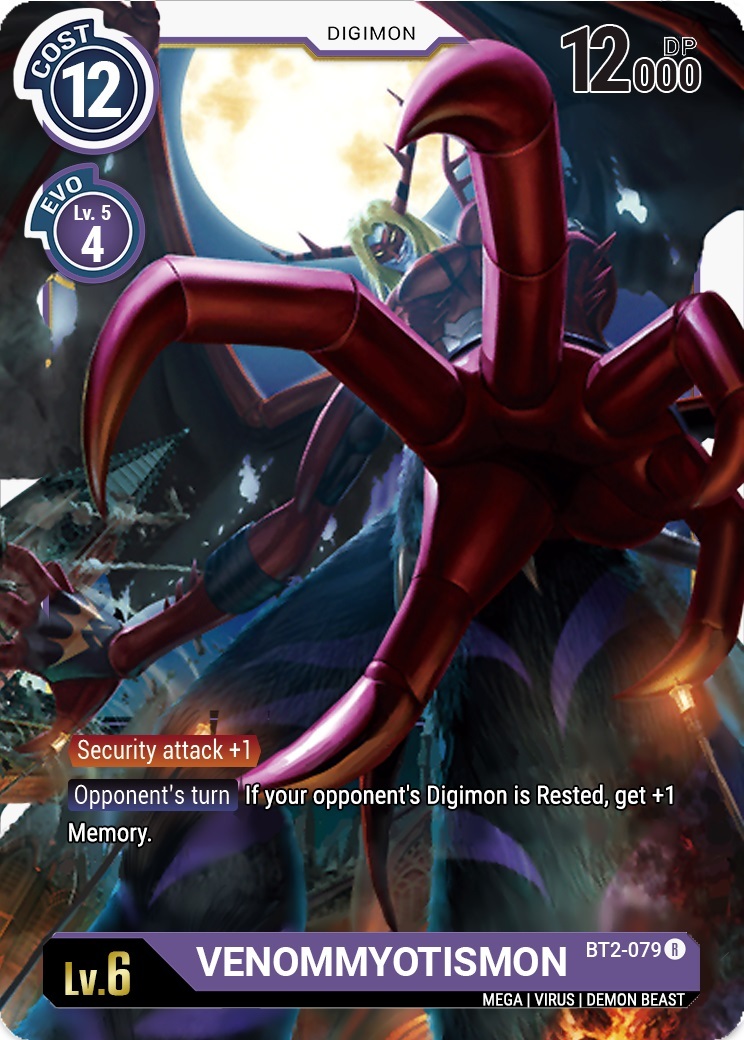 DIGIMON
COST
12
DP
12000
EVO
Lv. 5
4
Security attack +1
Opponent's turn If your opponent's Digimon is Rested, get +1
Memory.
Lv.6
VENOMMYOTISMON
BT2-079 R
MEGA | VIRUS | DEMON BEAST